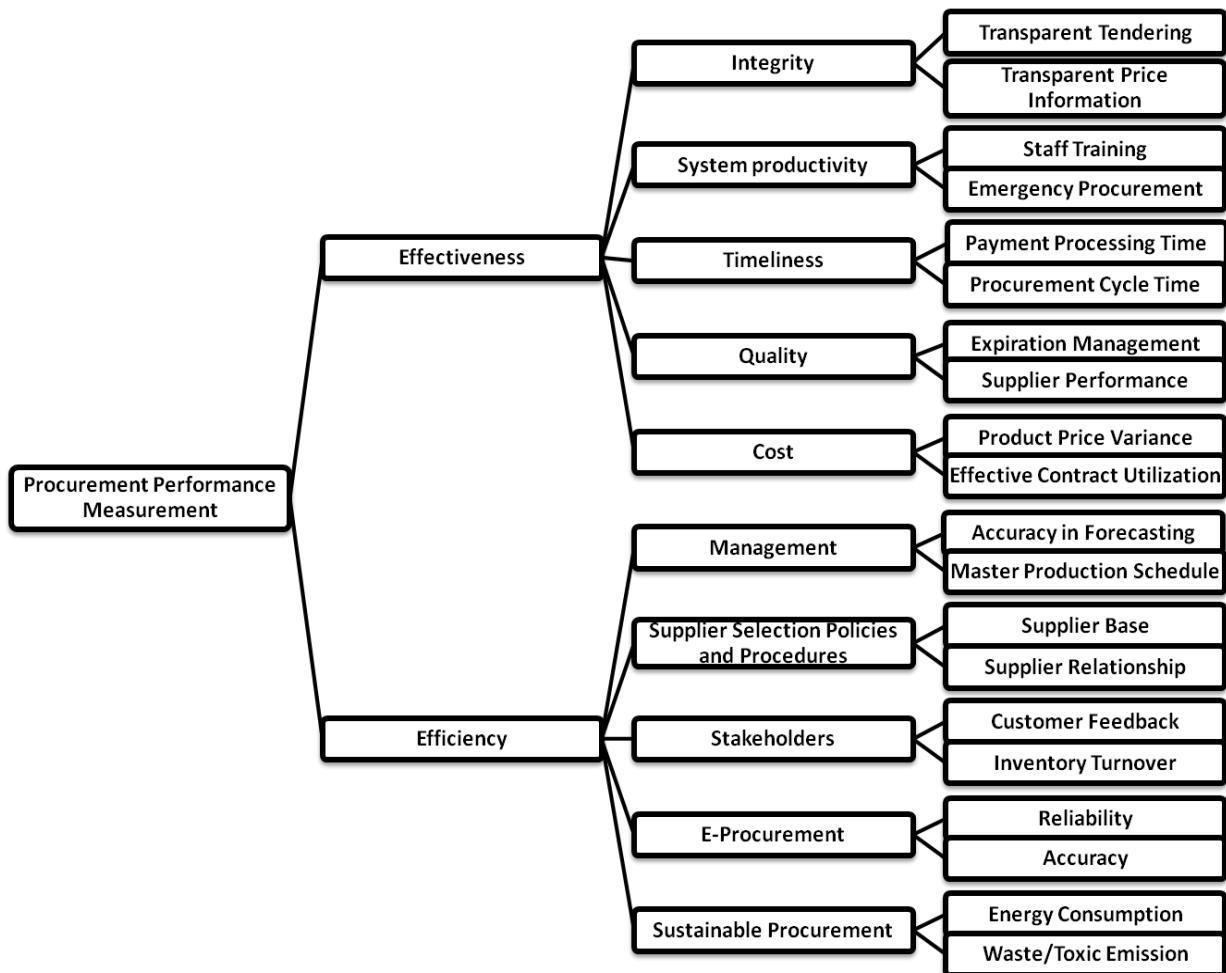 Procurement Performance
Measurement
Effectiveness
Integrity
Transparent Tendering
Transparent Price
Information
System productivity
Staff Training
Emergency Procurement
Timeliness
Payment Processing Time
Procurement Cycle Time
Quality
Expiration Management
Supplier Performance
Cost
Product Price Variance
Effective Contract Utilization
Efficiency
Management
Accuracy in Forecasting
Master Production Schedule
Supplier Selection Policies
and Procedures
Supplier Base
Supplier Relationship
Stakeholders
Customer Feedback
Inventory Turnover
E-Procurement
Reliability
Accuracy
Sustainable Procurement
Energy Consumption
Waste/Toxic Emission